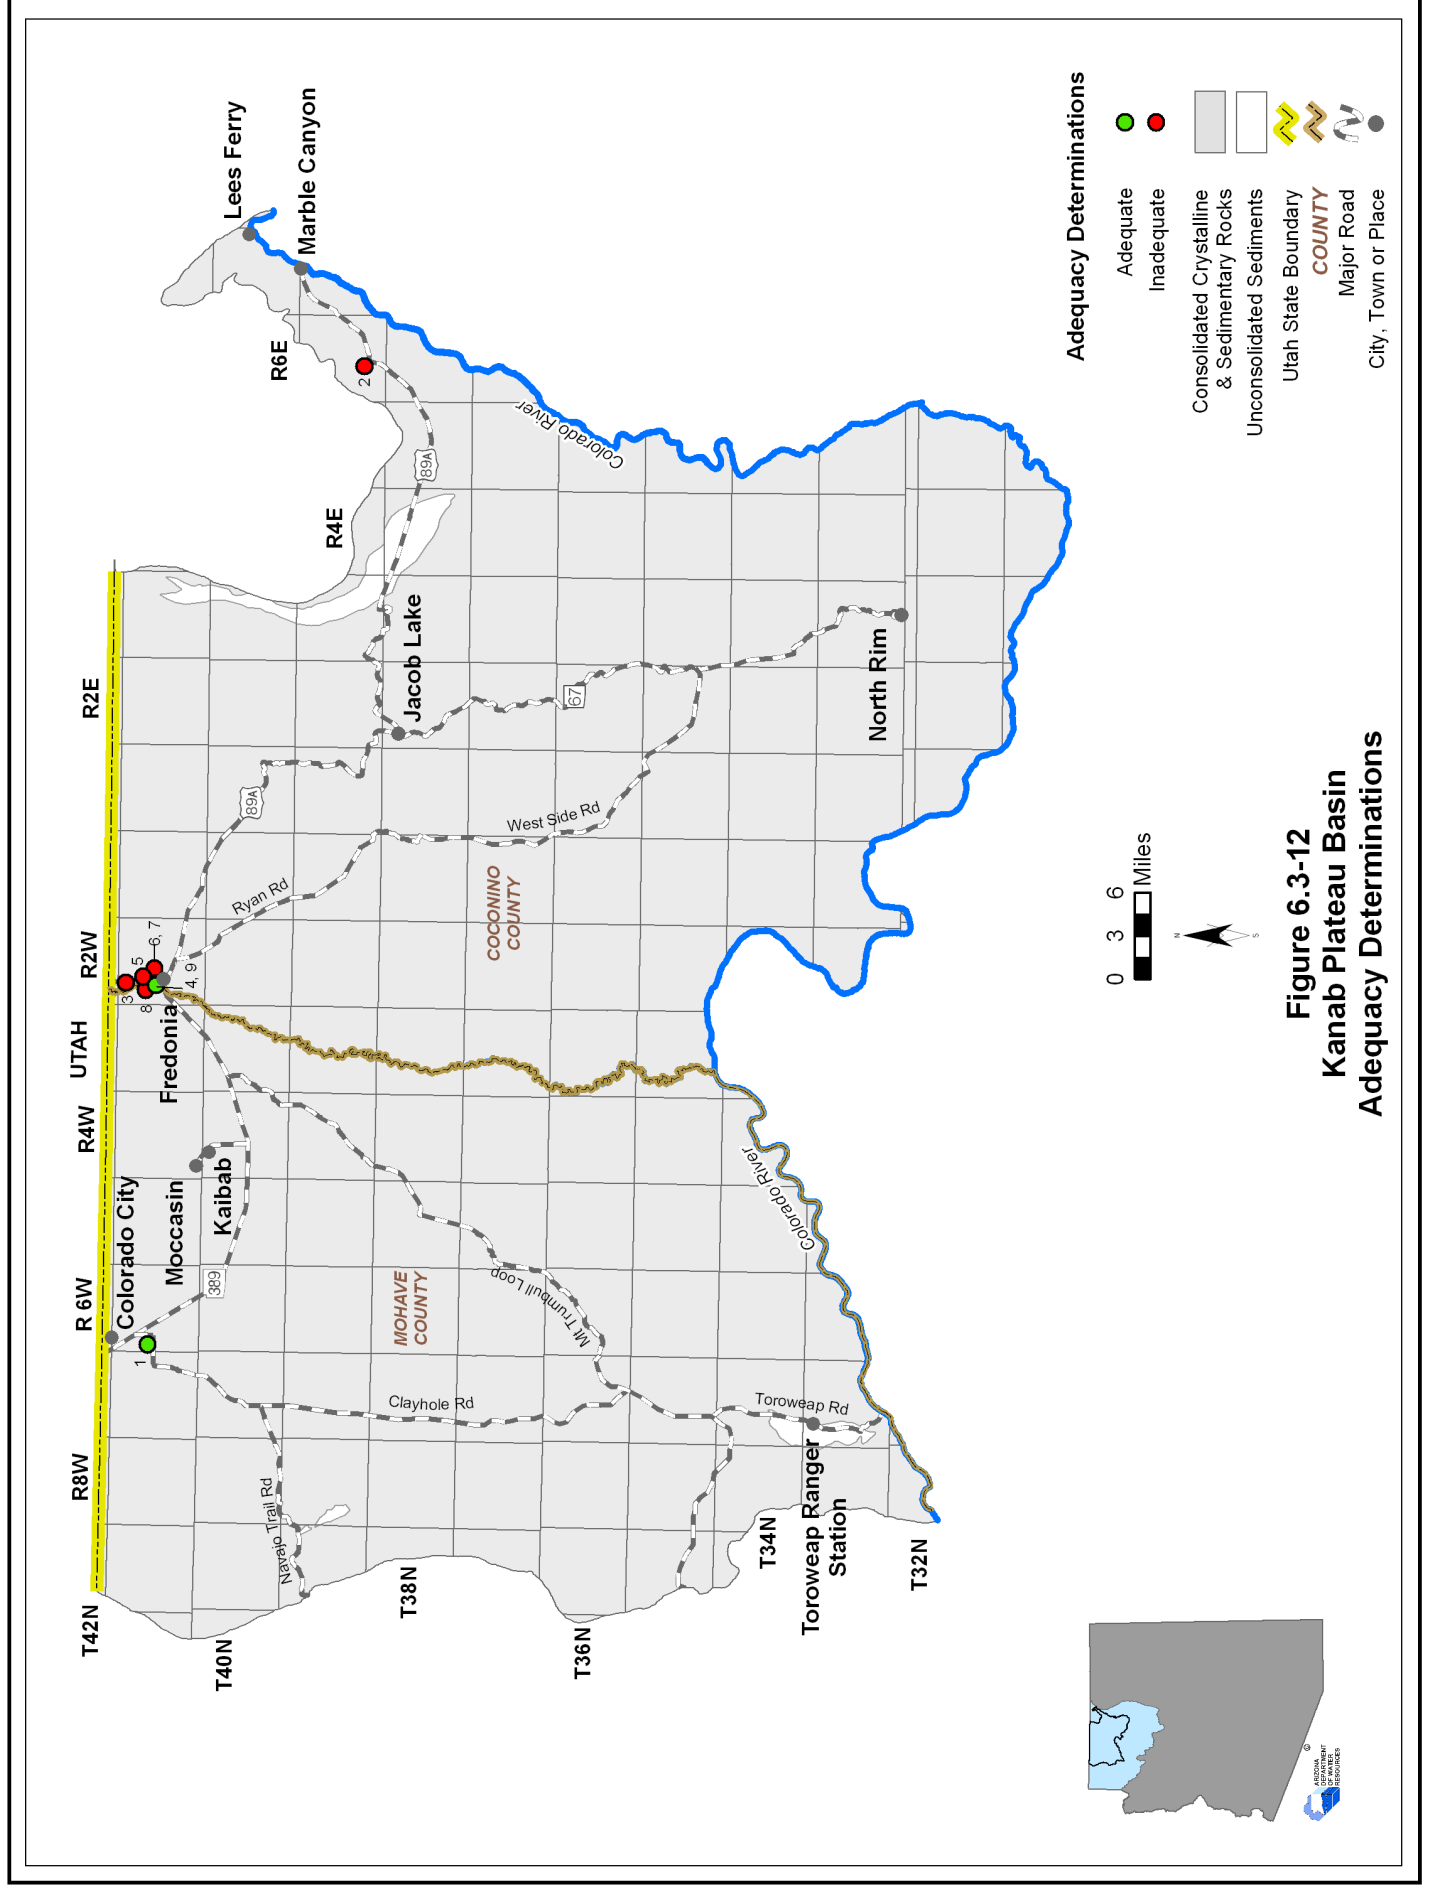 UTAH
T42N
R8W
R 6W
R4W
R2W
R2E
R4E
R6E
T40N
T38N
T36N
T34N
T32N
Lees Ferry
Marble Canyon
Colorado City
Moccasin
Kaibab
Fredonia
Jacob Lake
North Rim
Toroweap Ranger
Station
1
2
3
5
6, 7
8
4, 9
389
89A
89A
67
Navajo Trail Rd
Clayhole Rd
Mt Trumbull Loop
Toroweap Rd
Ryan Rd
West Side Rd
MOHAVE
COUNTY
COCONINO
COUNTY
Colorado River
Colorado River
Adequacy Determinations
Adequate
Inadequate
Consolidated Crystalline
& Sedimentary Rocks
Unconsolidated Sediments
Utah State Boundary
COUNTY
Major Road
City, Town or Place
0 3 6
Miles
N
S
Figure 6.3-12
Kanab Plateau Basin
Adequacy Determinations
ARIZONA
DEPARTMENT
OF WATER
RESOURCES
©